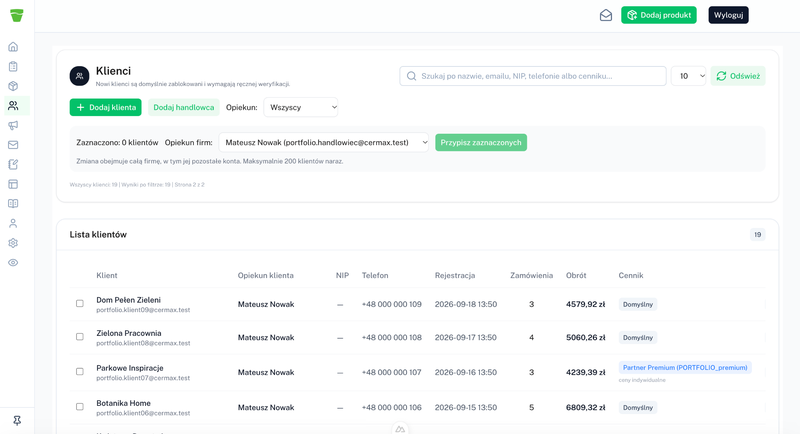 Dodaj produkt
Wyloguj
Klienci
Nowi klienci są domyślnie zablokowani i wymagają ręcznej weryfikacji.
Szukaj po nazwie, emailu, NIP, telefonie albo cenniku...
10
Odśwież
Dodaj klienta
Dodaj handlowca
Opiekun:
Wszyscy
Zaznaczono: 0 klientów
Opiekun firm:
Mateusz Nowak (portfolio.handlowiec@cermax.test)
Przypisz zaznaczonych
Zmiana obejmuje całą firmę, w tym jej pozostałe konta. Maksymalnie 200 klientów naraz.
Wszyscy klienci: 19 | Wyniki po filtrze: 19 | Strona 2 z 2
Lista klientów
19
Klient Opiekun klienta NIP Telefon Rejestracja Zamówienia Obrót Cennik
Dom Pełen Zieleni
portfolio.klient09@cermax.test
Mateusz Nowak — +48 000 000 109 2026-09-18 13:50 3 4579,92 zł Domyślny
Zielona Pracownia
portfolio.klient08@cermax.test
Mateusz Nowak — +48 000 000 108 2026-09-17 13:50 4 5060,26 zł Domyślny
Parkowe Inspiracje
portfolio.klient07@cermax.test
Mateusz Nowak — +48 000 000 107 2026-09-16 13:50 3 4239,39 zł Partner Premium (PORTFOLIO_premium)
ceny indywidualne
Botanika Home
portfolio.klient06@cermax.test
Mateusz Nowak — +48 000 000 106 2026-09-15 13:50 5 6809,32 zł Domyślny